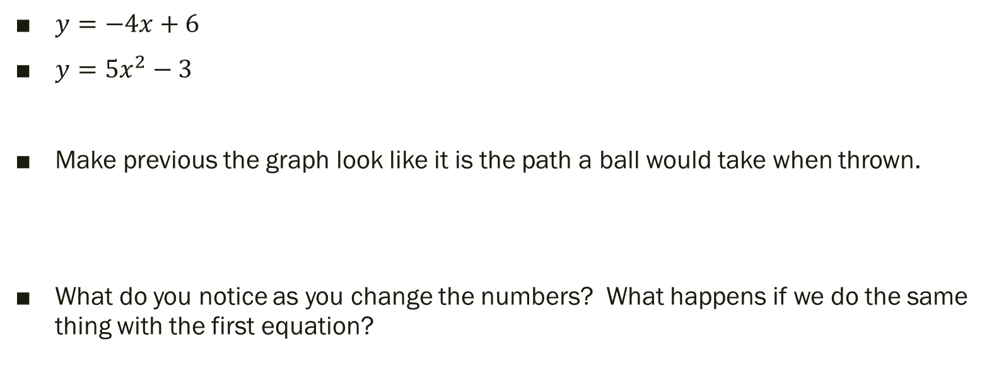 ■ y = −4x + 6
■ y = 5x² − 3
■ Make previous the graph look like it is the path a ball would take when thrown.
■ What do you notice as you change the numbers?  What happens if we do the same
thing with the first equation?